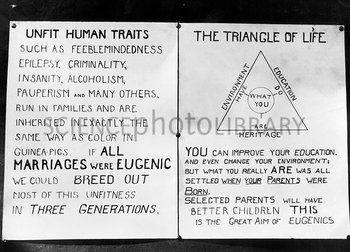 UNFIT HUMAN TRAITS
SUCH AS FEEBLEMINDEDNESS
EPILEPSY, CRIMINALITY,
INSANITY, ALCOHOLISM,
PAUPERISM AND MANY OTHERS,
RUN IN FAMILIES AND ARE
INHERITED IN EXACTLY THE
SAME WAY AS COLOR IN
GUINEA-PIGS. IF ALL
MARRIAGES WERE EUGENIC
WE COULD BREED OUT
MOST OF THIS UNFITNESS
IN THREE GENERATIONS.
THE TRIANGLE OF LIFE
ENVIRONMENT
HAVE
EDUCATION
DO
WHAT
YOU
ARE
HERITAGE
YOU CAN IMPROVE YOUR EDUCATION,
AND EVEN CHANGE YOUR ENVIRONMENT;
BUT WHAT YOU REALLY ARE WAS ALL
SETTLED WHEN YOUR PARENTS WERE
BORN.
SELECTED PARENTS WILL HAVE
BETTER CHILDREN THIS
IS THE GREAT AIM OF EUGENICS
SCIENCEPHOTOLIBRARY